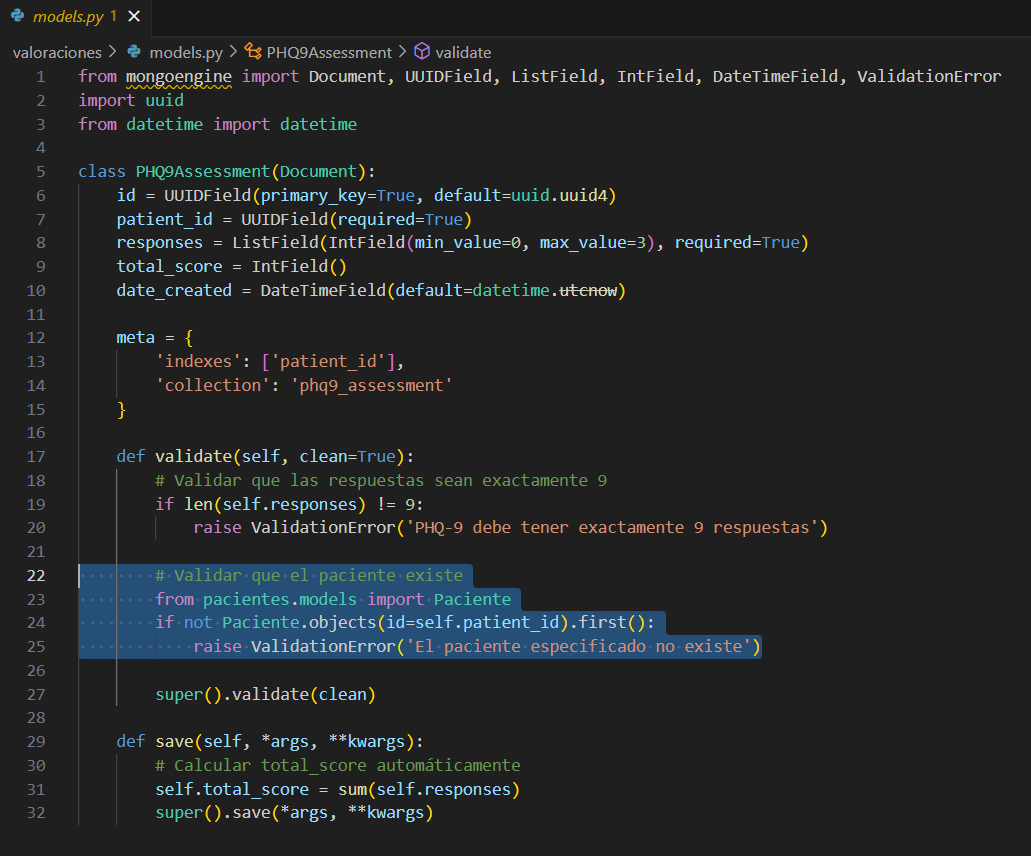 models.py 1 ×
valoraciones > models.py > PHQ9Assessment > validate
1 from mongoengine import Document, UUIDField, ListField, IntField, DateTimeField, ValidationError
2 import uuid
3 from datetime import datetime
4
5 class PHQ9Assessment(Document):
6     id = UUIDField(primary_key=True, default=uuid.uuid4)
7     patient_id = UUIDField(required=True)
8     responses = ListField(IntField(min_value=0, max_value=3), required=True)
9     total_score = IntField()
10     date_created = DateTimeField(default=datetime.utcnow)
11
12     meta = {
13         'indexes': ['patient_id'],
14         'collection': 'phq9_assessment'
15     }
16
17     def validate(self, clean=True):
18         # Validar que las respuestas sean exactamente 9
19         if len(self.responses) != 9:
20             raise ValidationError('PHQ-9 debe tener exactamente 9 respuestas')
21
22         # Validar que el paciente existe
23         from pacientes.models import Paciente
24         if not Paciente.objects(id=self.patient_id).first():
25             raise ValidationError('El paciente especificado no existe')
26
27         super().validate(clean)
28
29     def save(self, *args, **kwargs):
30         # Calcular total_score automáticamente
31         self.total_score = sum(self.responses)
32         super().save(*args, **kwargs)